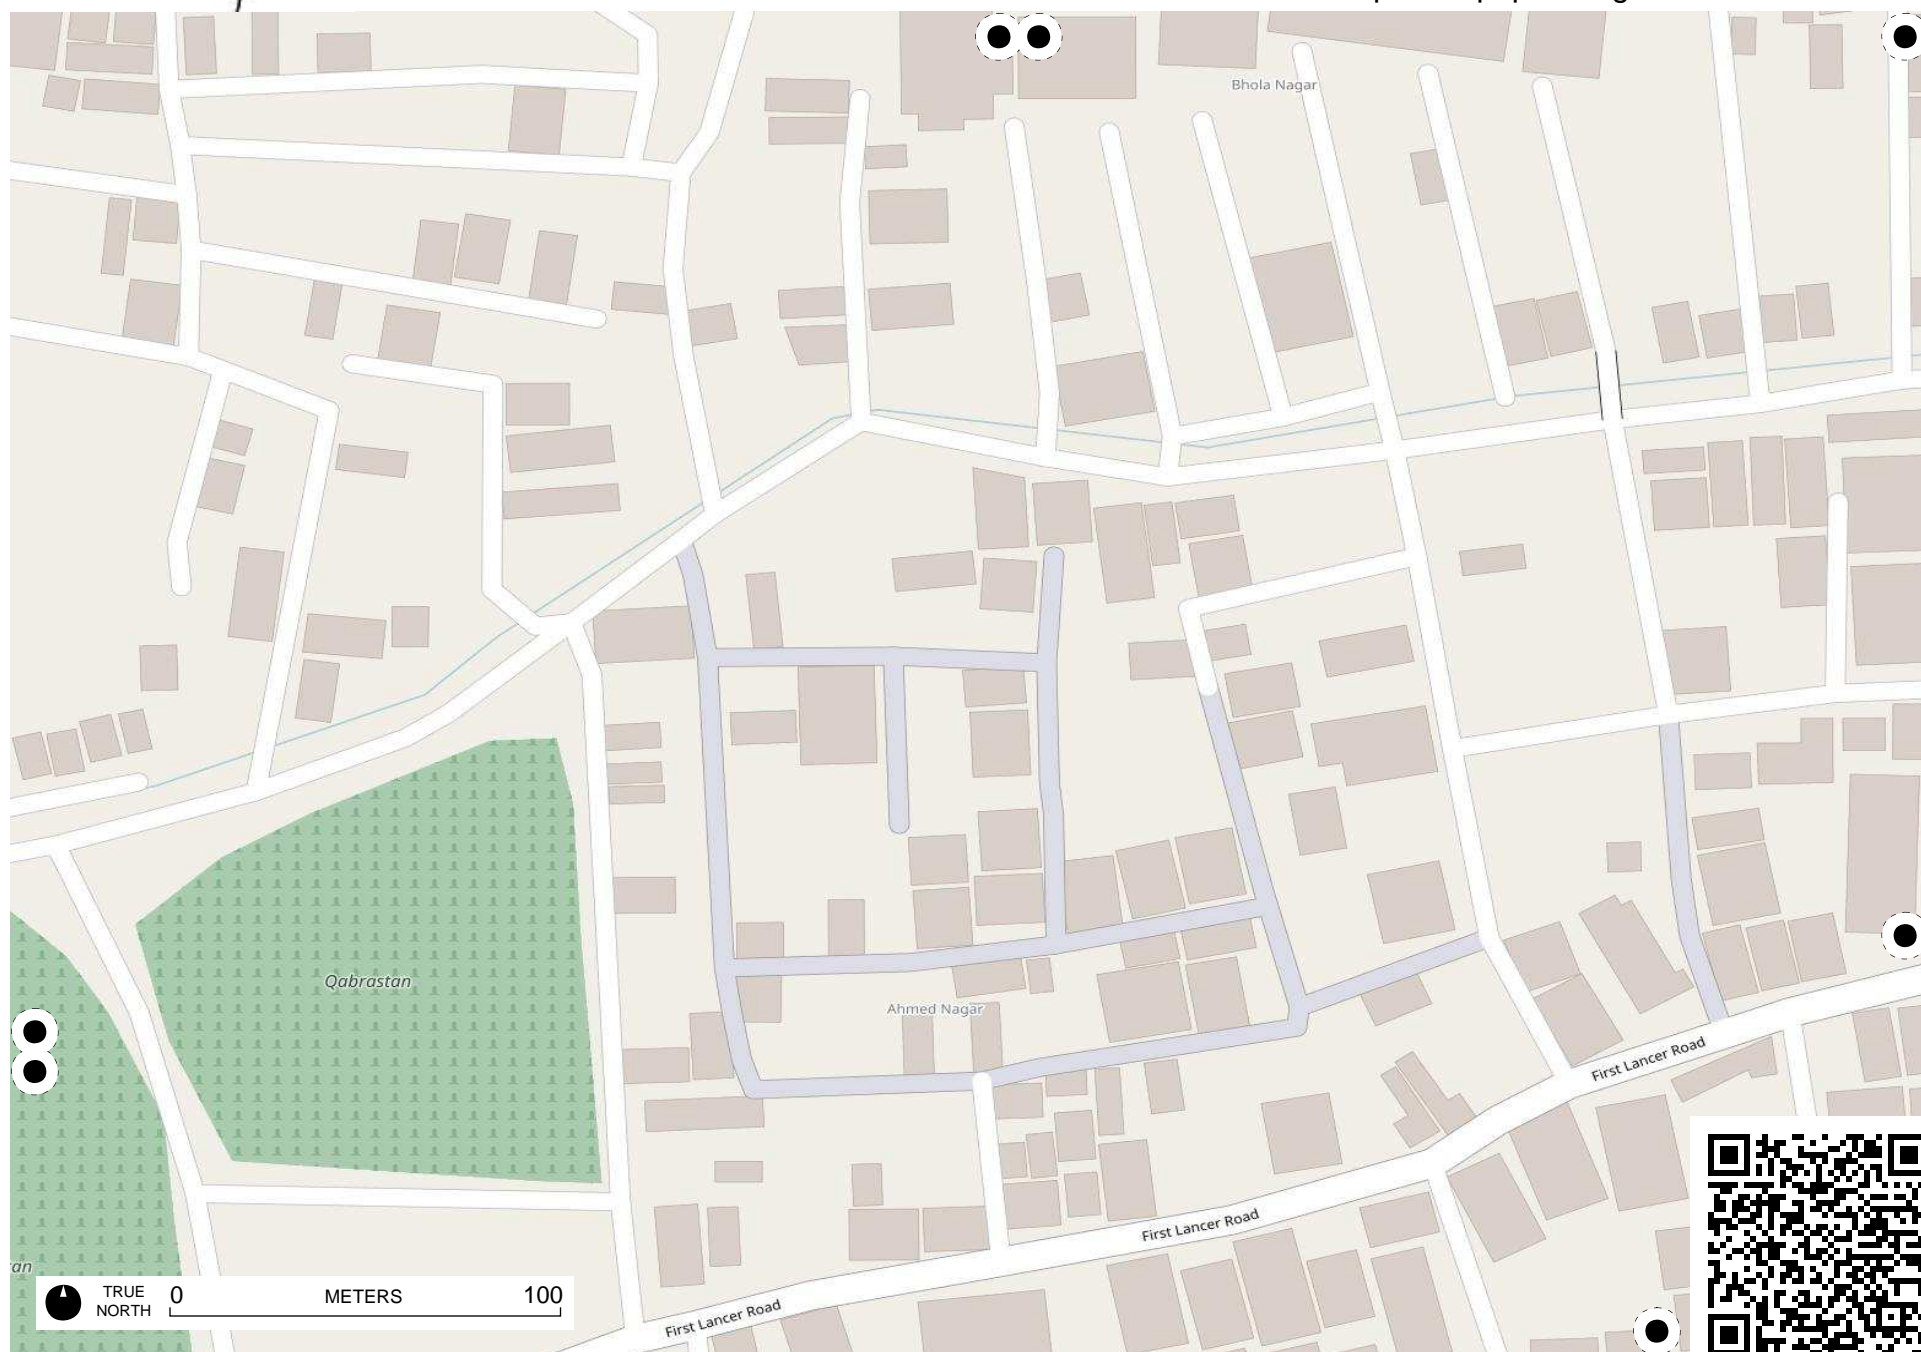 Bhola Nagar
Qabrastan
Ahmed Nagar
First Lancer Road
First Lancer Road
First Lancer Road
TRUE
NORTH
0 METERS 100